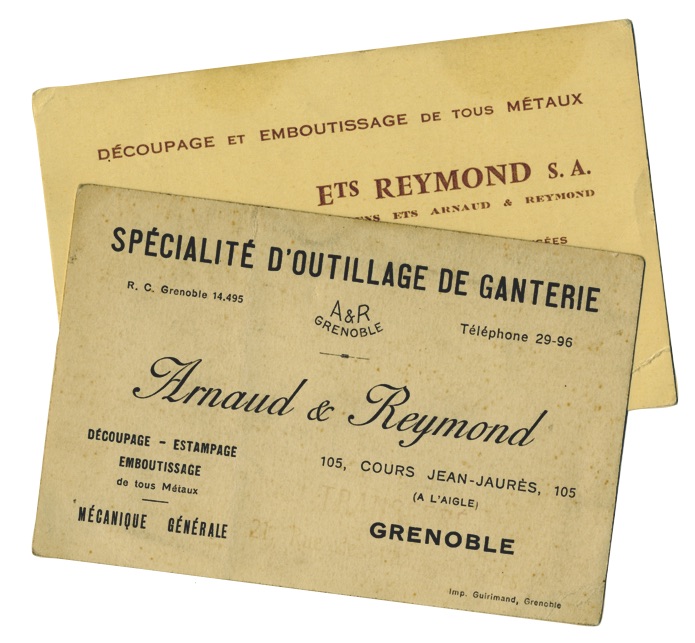 DÉCOUPAGE ET EMBOUTISSAGE DE TOUS MÉTAUX
ETS REYMOND S. A.
ETS ARNAUD & REYMOND
SPÉCIALITÉ D'OUTILLAGE DE GANTERIE
R. C. Grenoble 14.495
A&R
GRENOBLE
Téléphone 29-96
Arnaud & Reymond
DÉCOUPAGE - ESTAMPAGE
EMBOUTISSAGE
de tous Métaux
MÉCANIQUE GÉNÉRALE
105, COURS JEAN-JAURÈS, 105
(A L'AIGLE)
GRENOBLE
Imp. Guirimand, Grenoble